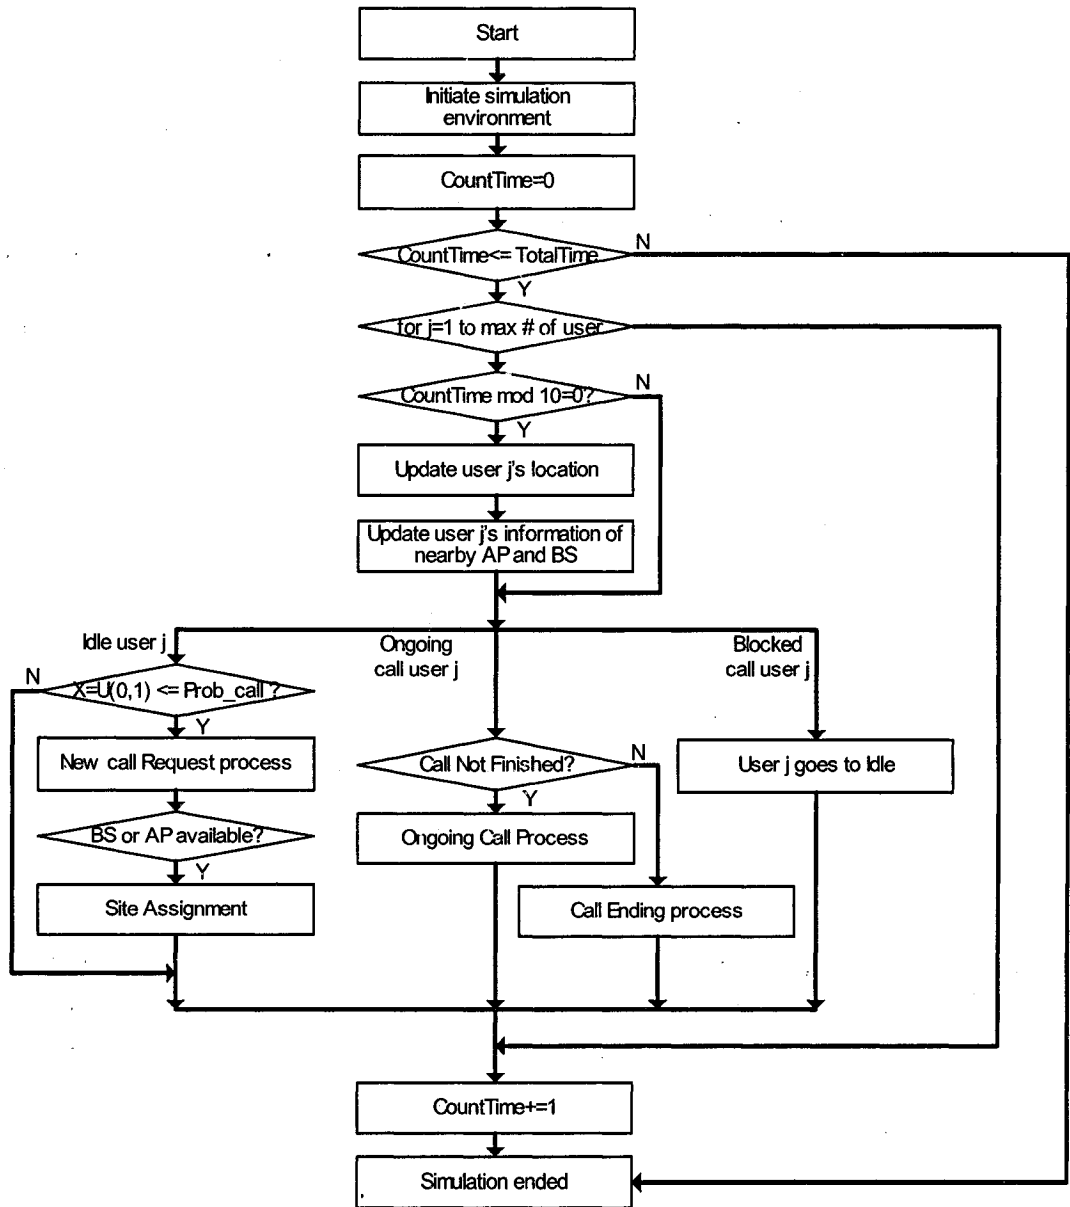 Start
Initiate simulation
environment
CountTime=0
CountTime<= TotalTime
N
Y
for j=1 to max # of user
CountTime mod 10=0?
N
Y
Update user j's location
Update user j's information of
nearby AP and BS
Idle user j
Ongoing
call user j
Blocked
call user j
N
X=U(0,1) <= Prob_call ?
Y
New call Request process
Call Not Finished?
N
Y
User j goes to Idle
BS or AP available?
Y
Ongoing Call Process
Site Assignment
Call Ending process
CountTime+=1
Simulation ended